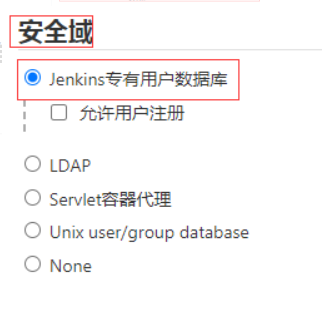 安全域
Jenkins专有用户数据库
允许用户注册
LDAP
Servlet容器代理
Unix user/group database
None